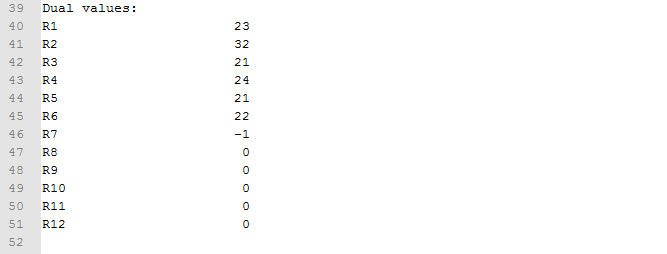 39 Dual values:
40 R1 23
41 R2 32
42 R3 21
43 R4 24
44 R5 21
45 R6 22
46 R7 -1
47 R8 0
48 R9 0
49 R10 0
50 R11 0
51 R12 0
52